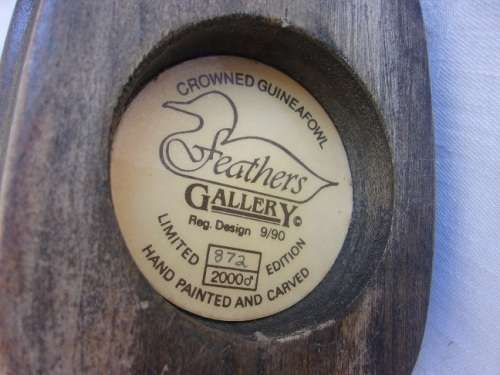 CROWNED GUINEAFOWL
Feathers
GALLERY©
Reg. Design 9/90
LIMITED EDITION
872
2000♂
HAND PAINTED AND CARVED